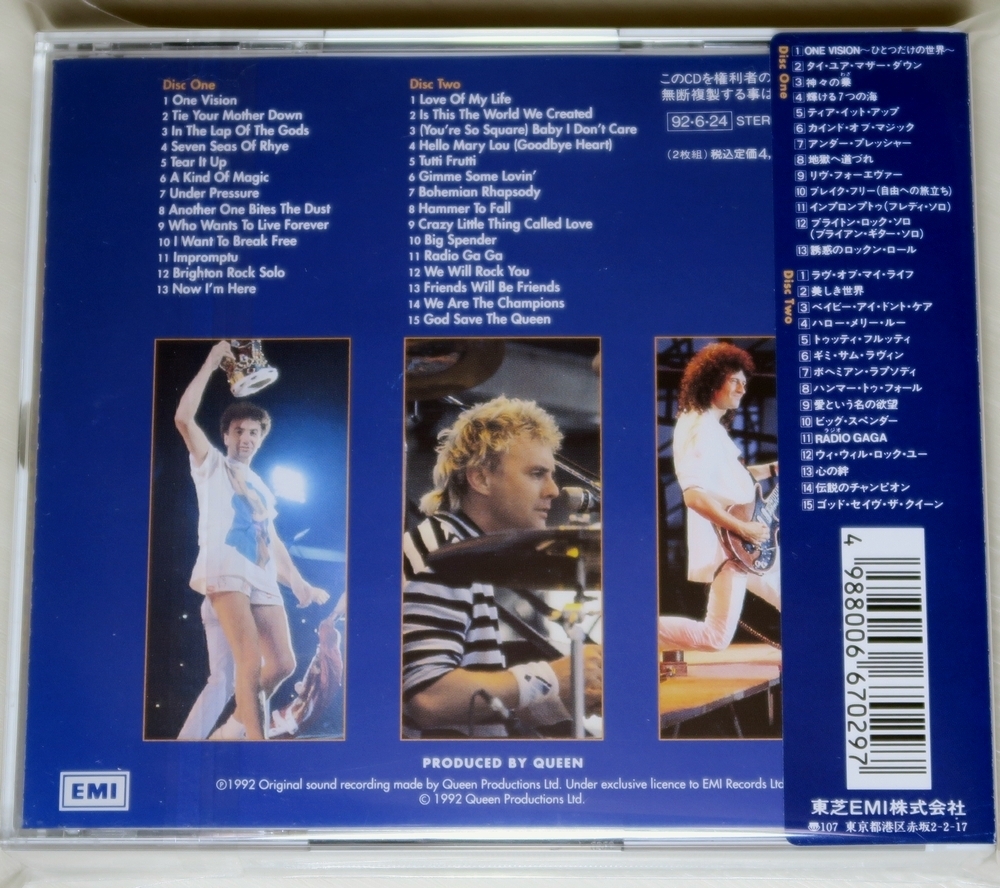 Disc One
1 One Vision
2 Tie Your Mother Down
3 In The Lap Of The Gods
4 Seven Seas Of Rhye
5 Tear It Up
6 A Kind Of Magic
7 Under Pressure
8 Another One Bites The Dust
9 Who Wants To Live Forever
10 I Want To Break Free
11 Impromptu
12 Brighton Rock Solo
13 Now I'm Here
Disc Two
1 Love Of My Life
2 Is This The World We Created
3 (You're So Square) Baby I Don't Care
4 Hello Mary Lou (Goodbye Heart)
5 Tutti Frutti
6 Gimme Some Lovin'
7 Bohemian Rhapsody
8 Hammer To Fall
9 Crazy Little Thing Called Love
10 Big Spender
11 Radio Ga Ga
12 We Will Rock You
13 Friends Will Be Friends
14 We Are The Champions
15 God Save The Queen
このCDを権利者の
無断複製する事は
92·6·24 STER
(2枚組) 税込定価4,
PRODUCED BY QUEEN
℗1992 Original sound recording made by Queen Productions Ltd. Under exclusive licence to EMI Records Ltd
© 1992 Queen Productions Ltd.
EMI
Disc One
1 ONE VISION〜ひとつだけの世界〜
2 タイ・ユア・マザー・ダウン
3 神々の業
4 輝ける7つの海
5 ティア・イット・アップ
6 カインド・オブ・マジック
7 アンダー・プレッシャー
8 地獄へ道づれ
9 リヴ・フォーエヴァー
10 ブレイク・フリー(自由への旅立ち)
11 インプロンプトゥ(フレディ・ソロ)
12 ブライトン・ロック・ソロ
(ブライアン・ギター・ソロ)
13 誘惑のロックン・ロール
Disc Two
1 ラヴ・オブ・マイ・ライフ
2 美しき世界
3 ベイビー・アイ・ドント・ケア
4 ハロー・メリー・ルー
5 トゥッティ・フルッティ
6 ギミ・サム・ラヴィン
7 ボヘミアン・ラプソディ
8 ハンマー・トゥ・フォール
9 愛という名の欲望
10 ビッグ・スペンダー
ラジオ
11 RADIO GAGA
12 ウィ・ウィル・ロック・ユー
13 心の絆
14 伝説のチャンピオン
15 ゴッド・セイヴ・ザ・クイーン
4 988006 670297
東芝EMI株式会社
〠107 東京都港区赤坂2-2-17